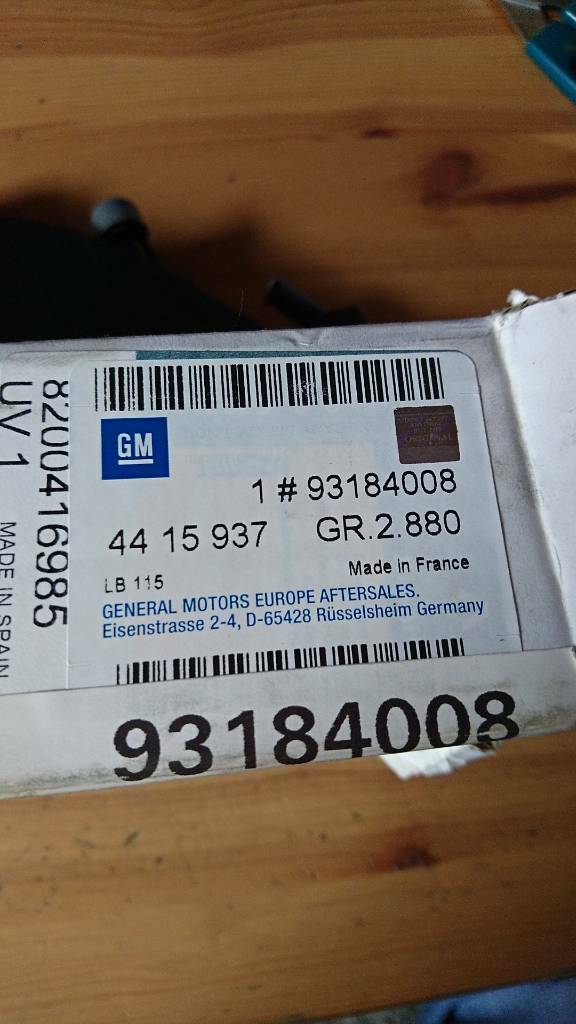 GM
ORIGINAL
1 # 93184008
44 15 937 GR.2.880
Made in France
LB 115
GENERAL MOTORS EUROPE AFTERSALES.
Eisenstrasse 2-4, D-65428 Rüsselsheim Germany
93184008
8200416985
UV 1
MADE IN SPAIN